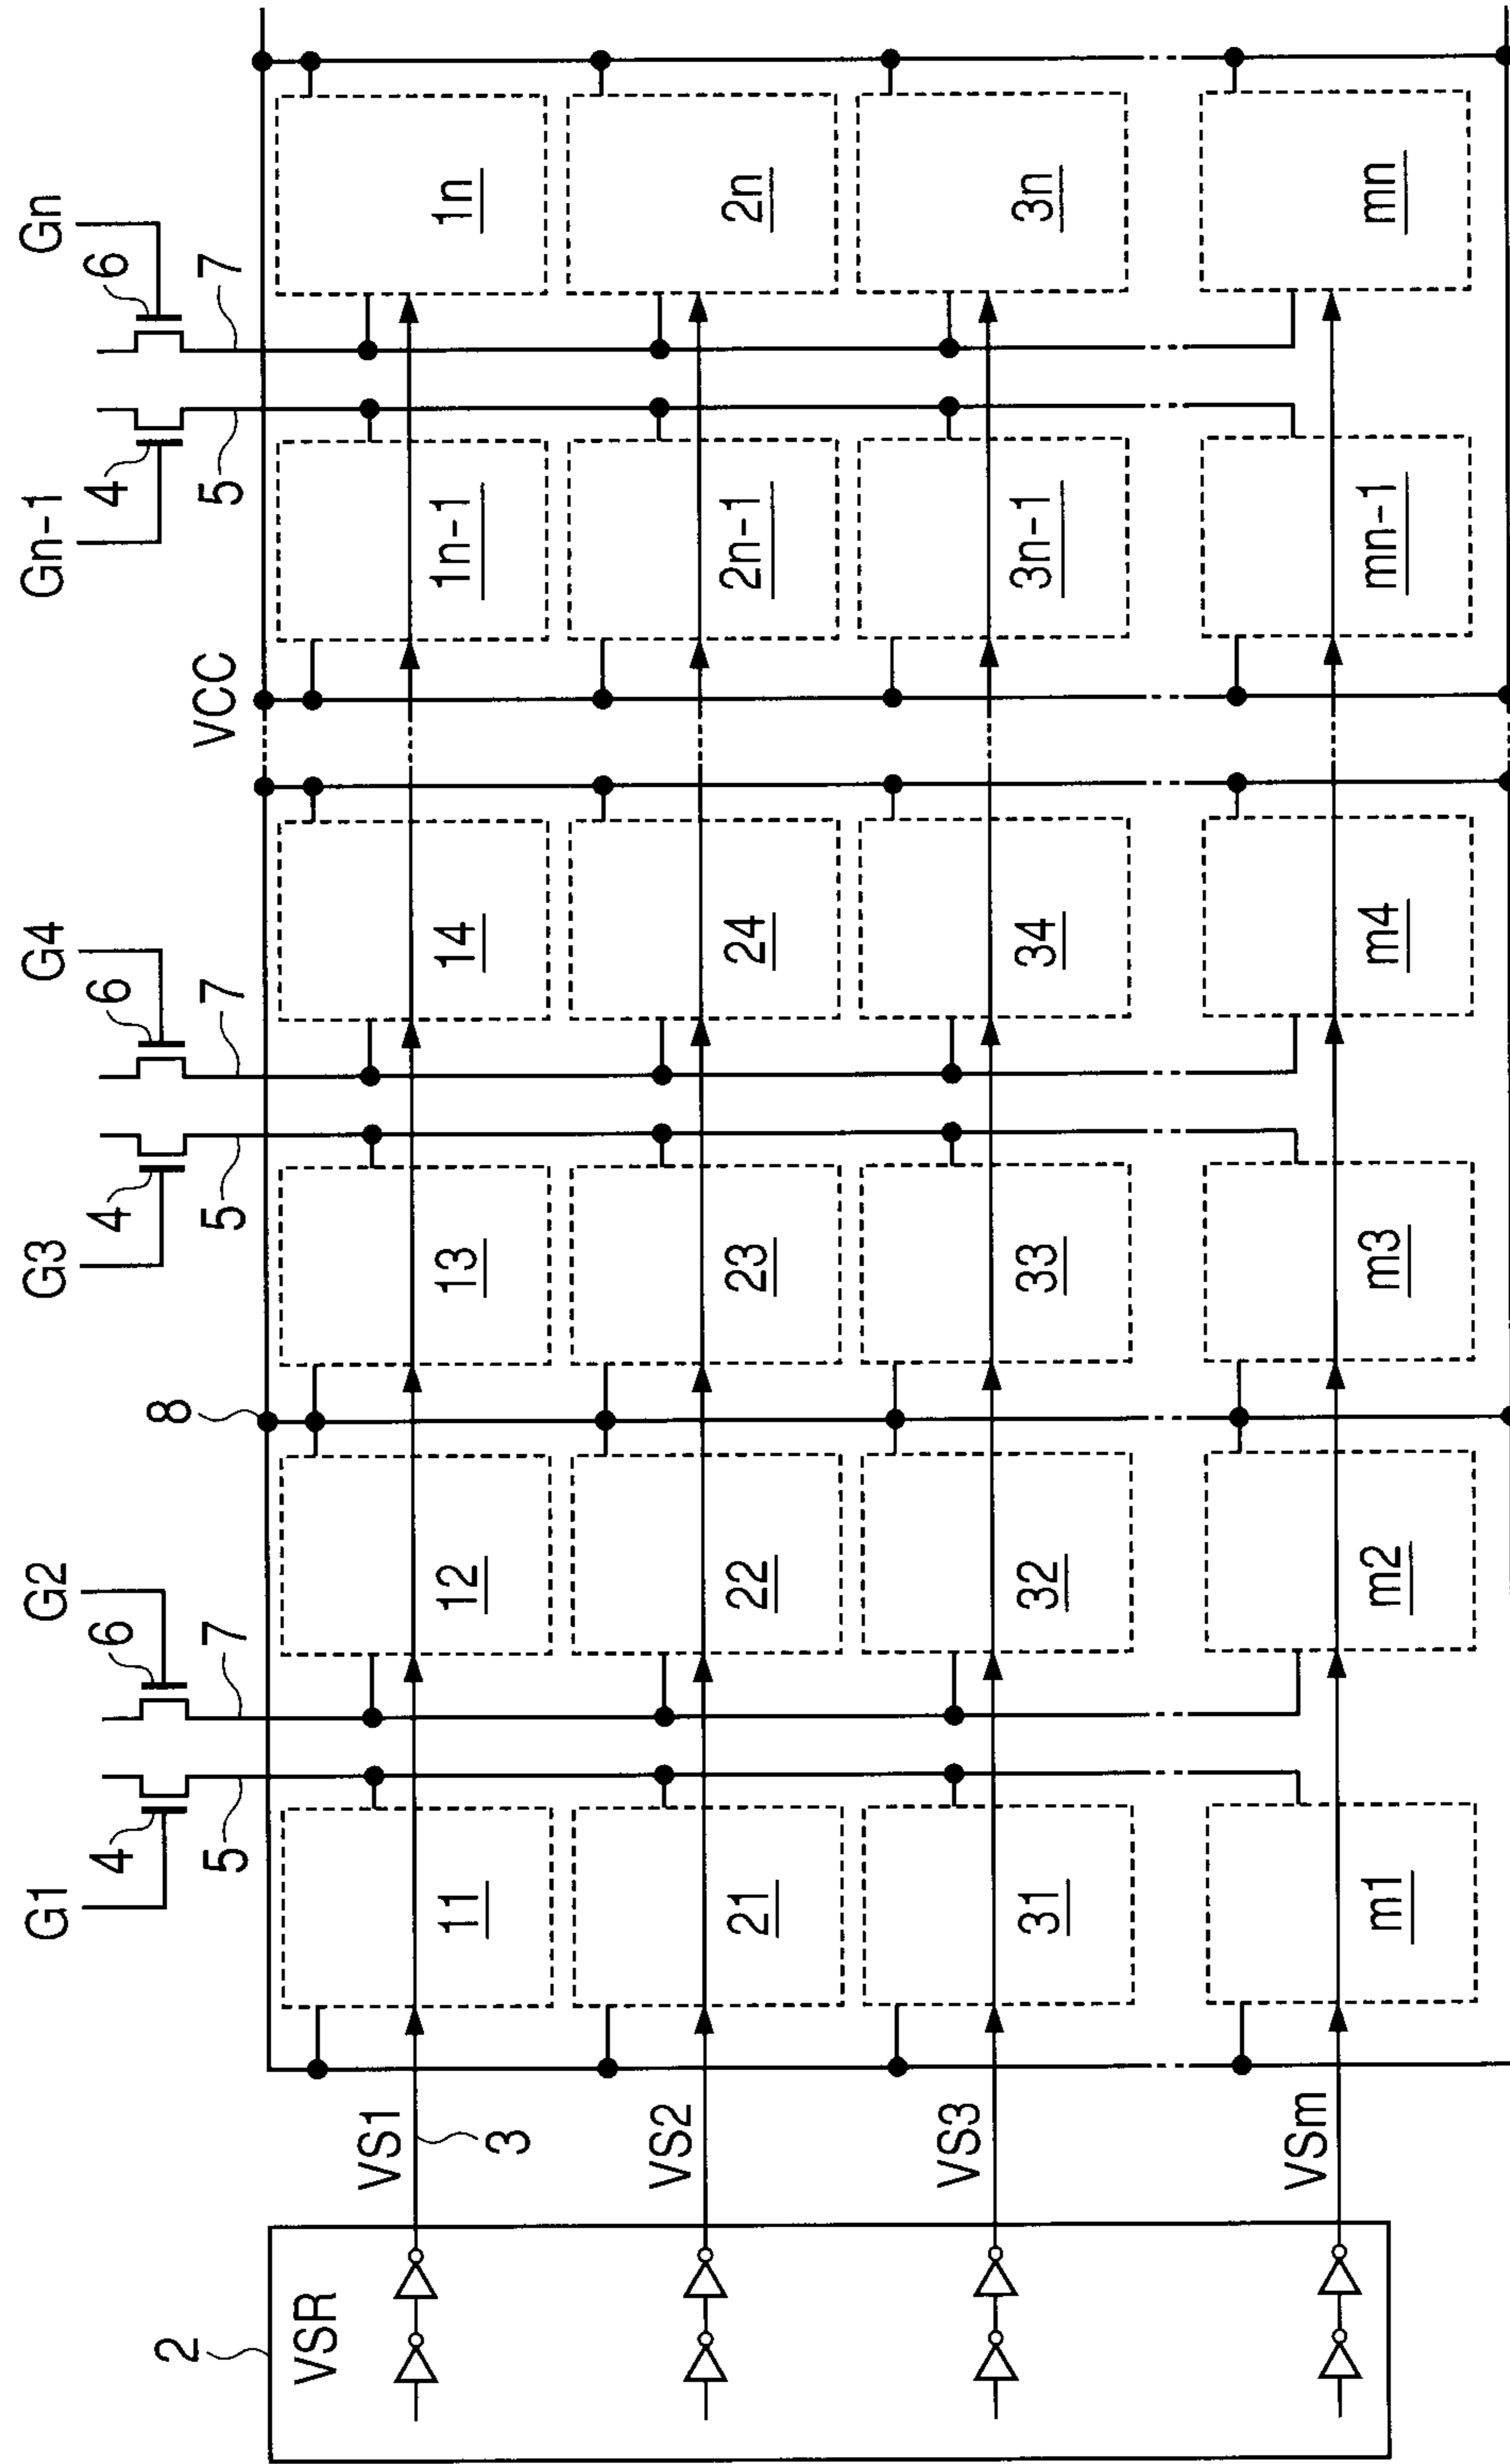 G1 G2 G3 G4 Gn-1 Gn
4 6 4 6 4 6
5 7 5 7 5 7
8 VCC
2 VSR
VS1 11 12 13 14 1n-1 1n
3
VS2 21 22 23 24 2n-1 2n
VS3 31 32 33 34 3n-1 3n
VSm m1 m2 m3 m4 mn-1 mn